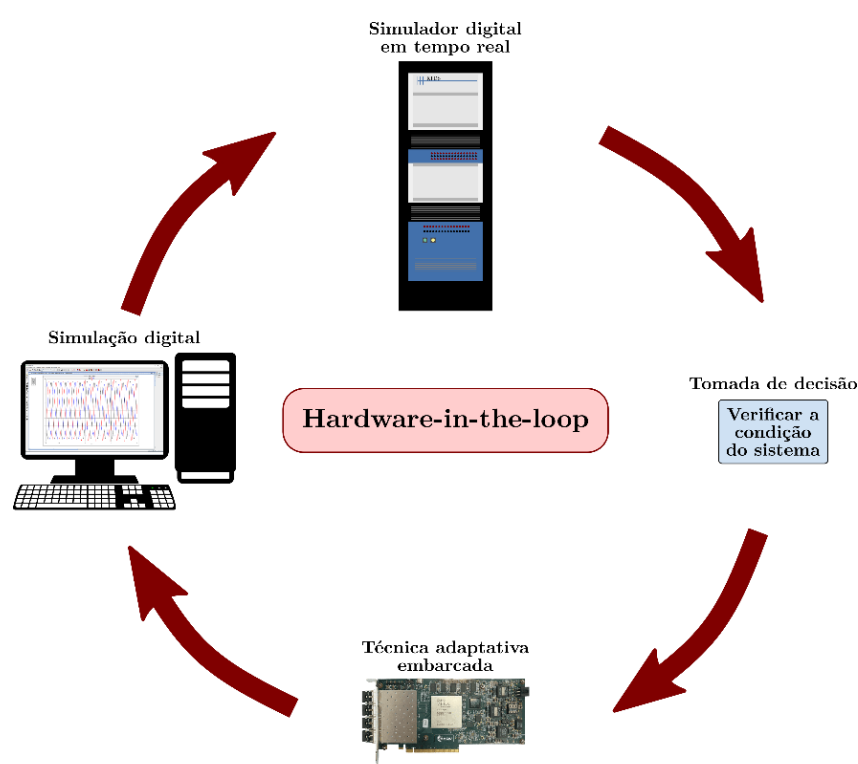 Simulador digital
em tempo real
Simulação digital
Hardware-in-the-loop
Tomada de decisão
Verificar a
condição
do sistema
Técnica adaptativa
embarcada